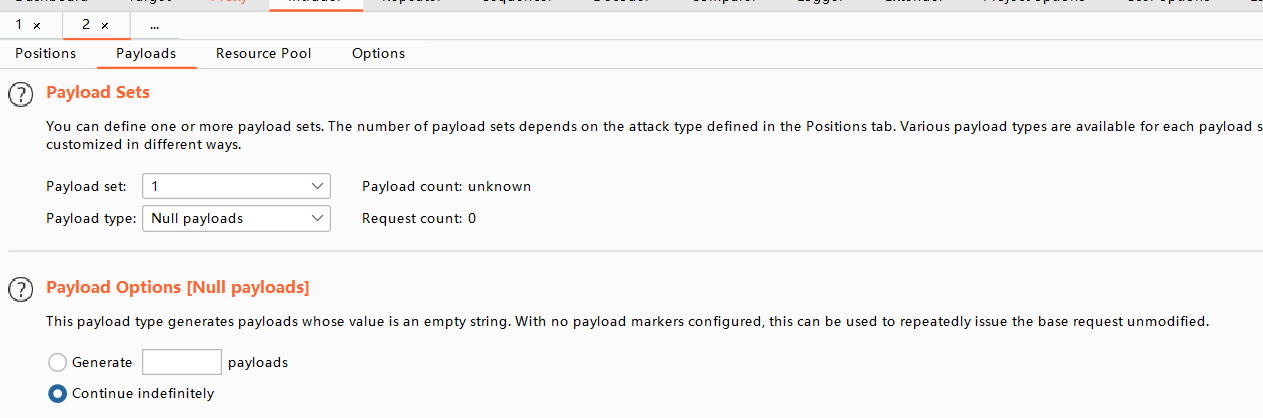 1 ×
2 ×
...
Positions Payloads Resource Pool Options
? Payload Sets
You can define one or more payload sets. The number of payload sets depends on the attack type defined in the Positions tab. Various payload types are available for each payload s
customized in different ways.
Payload set: 1 Payload count: unknown
Payload type: Null payloads Request count: 0
? Payload Options [Null payloads]
This payload type generates payloads whose value is an empty string. With no payload markers configured, this can be used to repeatedly issue the base request unmodified.
Generate payloads
Continue indefinitely